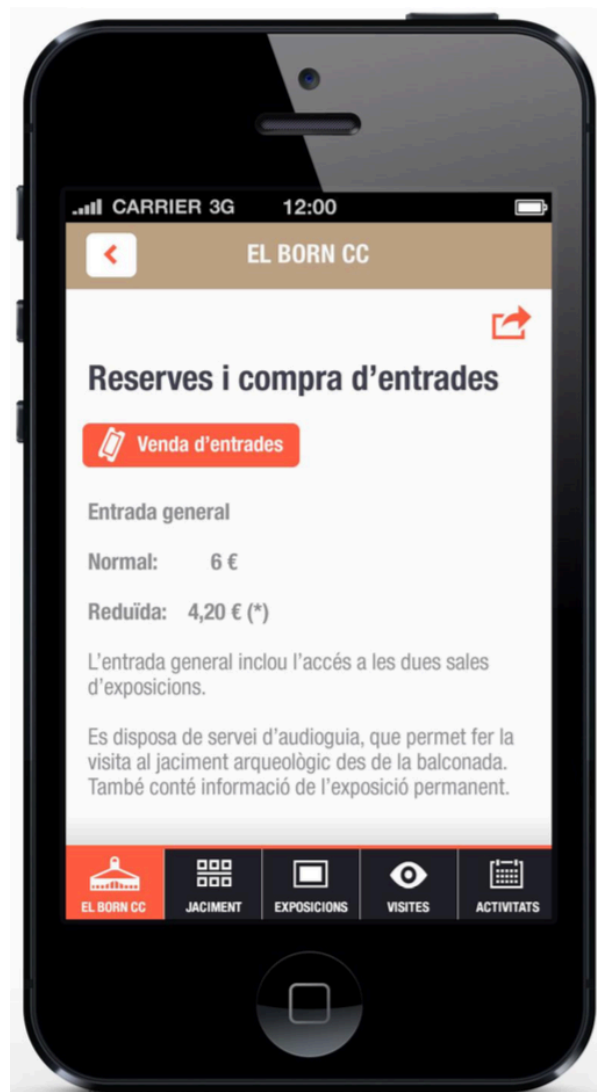 CARRIER 3G 12:00
EL BORN CC
Reserves i compra d’entrades
Venda d’entrades
Entrada general
Normal: 6 €
Reduïda: 4,20 € (*)
L’entrada general inclou l’accés a les dues sales
d’exposicions.
Es disposa de servei d’audioguia, que permet fer la
visita al jaciment arqueològic des de la balconada.
També conté informació de l’exposició permanent.
EL BORN CC JACIMENT EXPOSICIONS VISITES ACTIVITATS